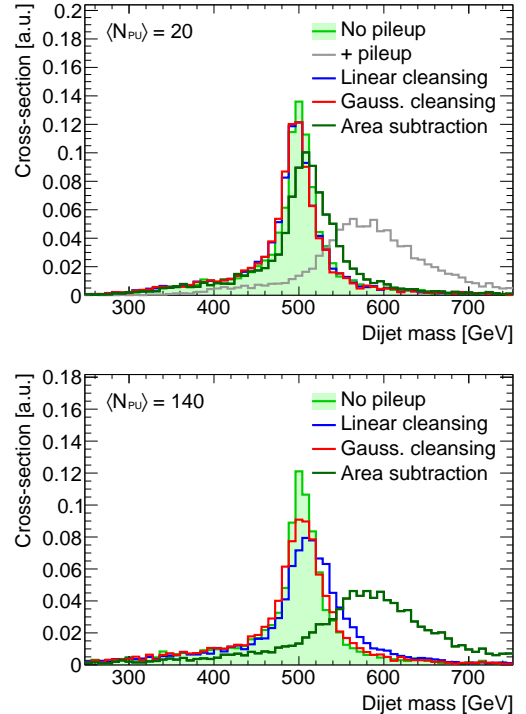 0.2
0.18
0.16
0.14
0.12
0.1
0.08
0.06
0.04
0.02
0
Cross-section [a.u.]
⟨N_PU⟩ = 20
No pileup
+ pileup
Linear cleansing
Gauss. cleansing
Area subtraction
300 400 500 600 700
Dijet mass [GeV]
0.18
0.16
0.14
0.12
0.1
0.08
0.06
0.04
0.02
0
Cross-section [a.u.]
⟨N_PU⟩ = 140
No pileup
Linear cleansing
Gauss. cleansing
Area subtraction
300 400 500 600 700
Dijet mass [GeV]